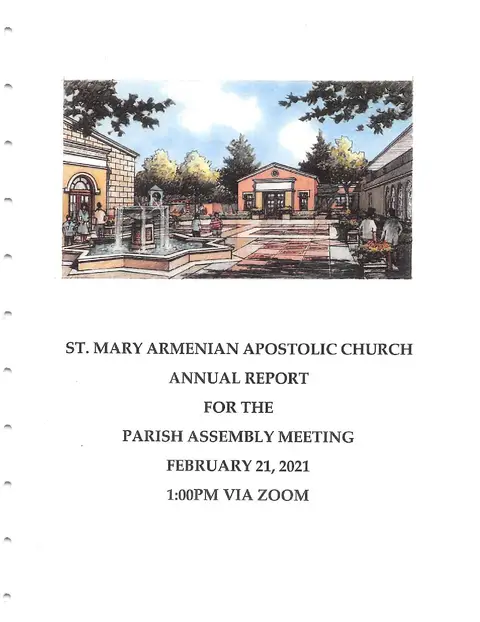 ST. MARY ARMENIAN APOSTOLIC CHURCH
ANNUAL REPORT
FOR THE
PARISH ASSEMBLY MEETING
FEBRUARY 21, 2021
1:00PM VIA ZOOM